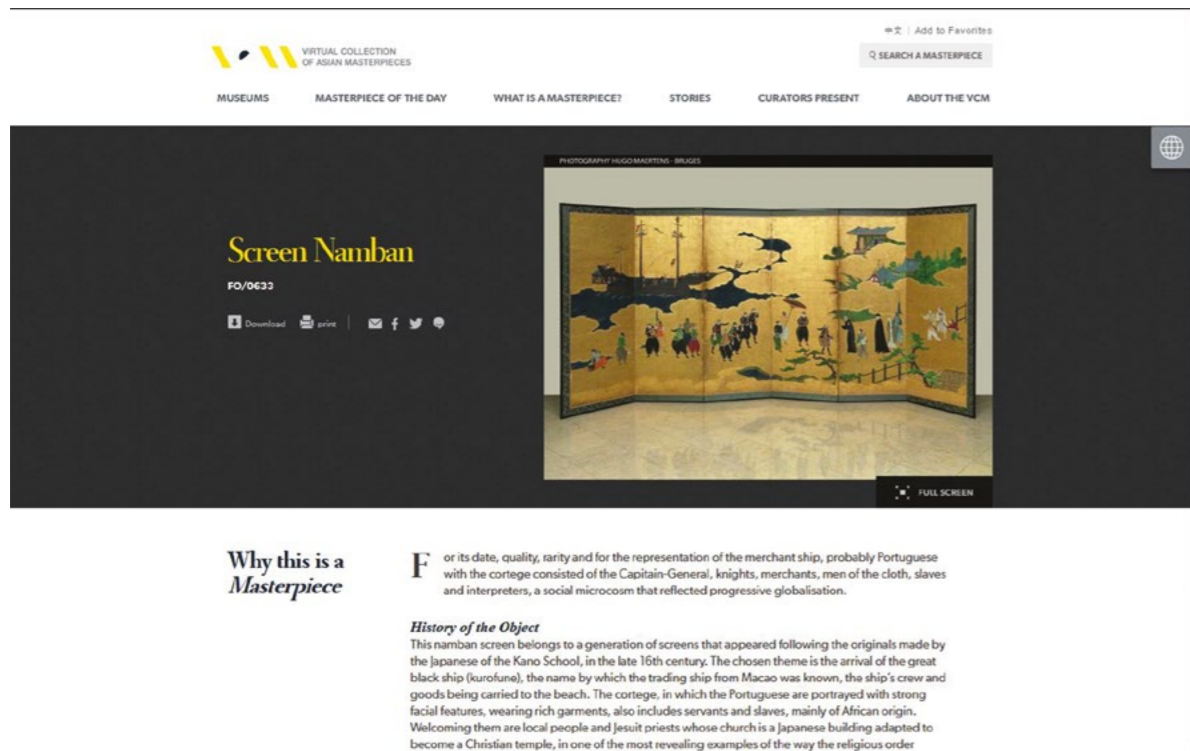 中文 | Add to Favorites
VIRTUAL COLLECTION
OF ASIAN MASTERPIECES
SEARCH A MASTERPIECE
MUSEUMS MASTERPIECE OF THE DAY WHAT IS A MASTERPIECE? STORIES CURATORS PRESENT ABOUT THE VCM
PHOTOGRAPHY HUGO MAERTENS - BRUGES
Screen Namban
FO/0633
Download print
FULL SCREEN
Why this is a
Masterpiece
For its date, quality, rarity and for the representation of the merchant ship, probably Portuguese
with the cortege consisted of the Capitain-General, knights, merchants, men of the cloth, slaves
and interpreters, a social microcosm that reflected progressive globalisation.
History of the Object
This namban screen belongs to a generation of screens that appeared following the originals made by
the Japanese of the Kano School, in the late 16th century. The chosen theme is the arrival of the great
black ship (kurofune), the name by which the trading ship from Macao was known, the ship's crew and
goods being carried to the beach. The cortege, in which the Portuguese are portrayed with strong
facial features, wearing rich garments, also includes servants and slaves, mainly of African origin.
Welcoming them are local people and Jesuit priests whose church is a Japanese building adapted to
become a Christian temple, in one of the most revealing examples of the way the religious order